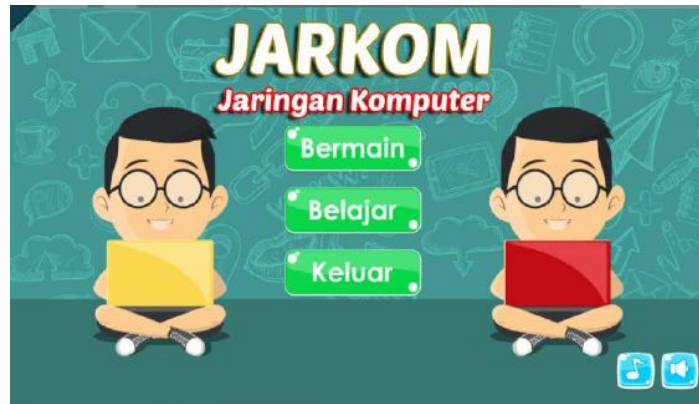 JARKOM
Jaringan Komputer
Bermain
Belajar
Keluar